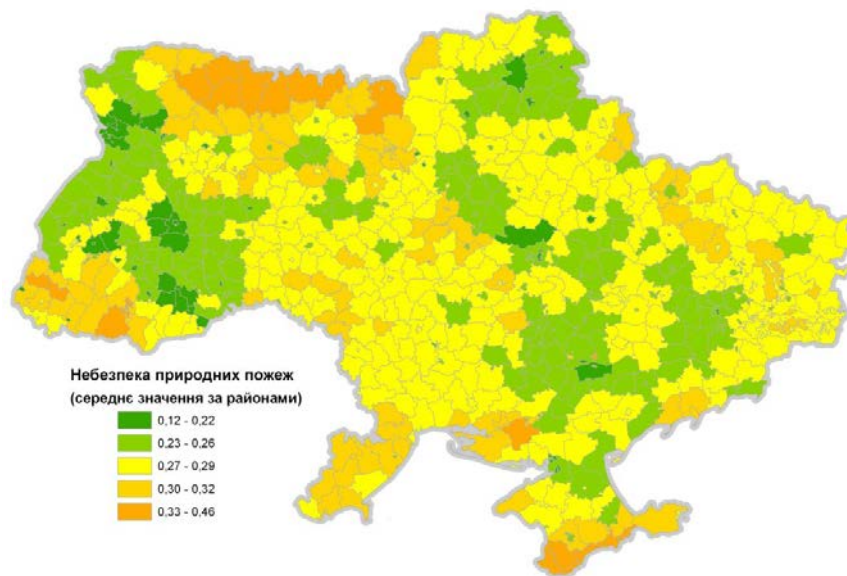 Небезпека природних пожеж
(середнє значення за районами)
0,12 - 0,22
0,23 - 0,26
0,27 - 0,29
0,30 - 0,32
0,33 - 0,46